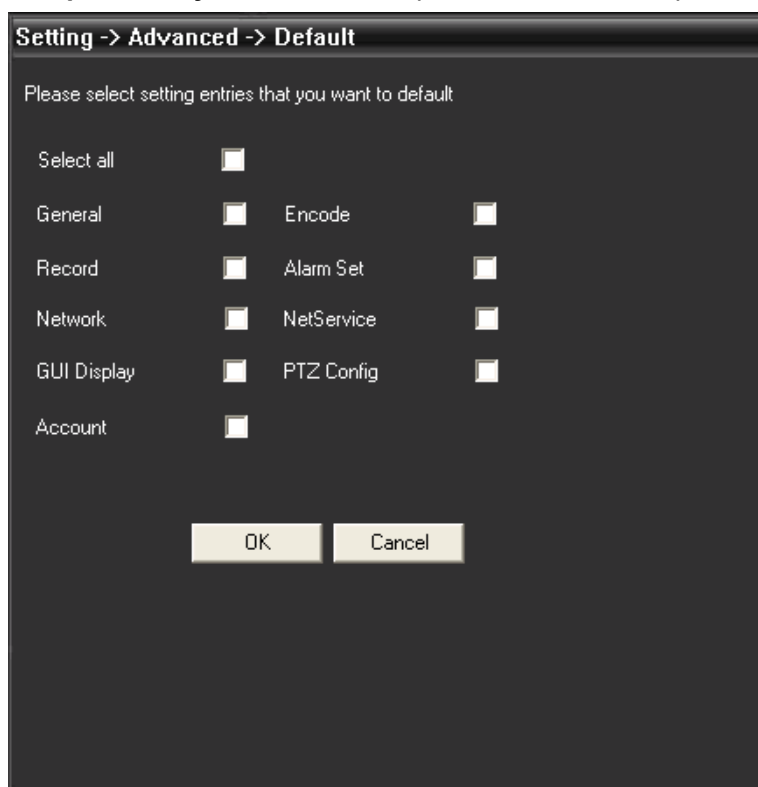 Setting -> Advanced -> Default
Please select setting entries that you want to default
Select all
General Encode
Record Alarm Set
Network NetService
GUI Display PTZ Config
Account
OK Cancel